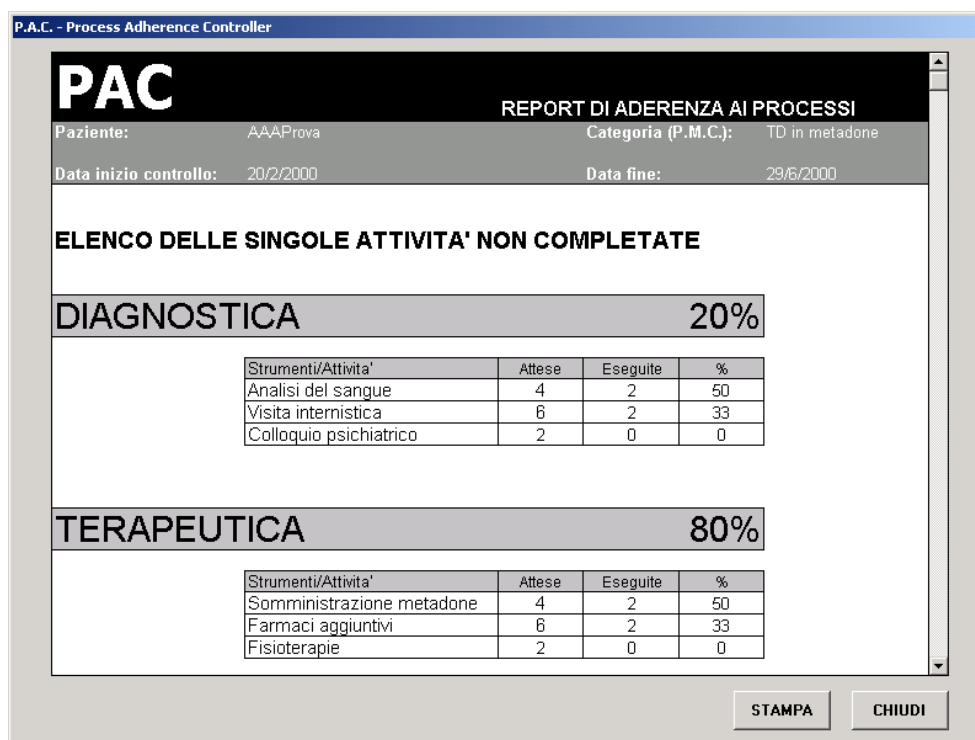 P.A.C. - Process Adherence Controller
PAC
REPORT DI ADERENZA AI PROCESSI
Paziente: AAAProva Categoria (P.M.C.): TD in metadone
Data inizio controllo: 20/2/2000 Data fine: 29/6/2000
ELENCO DELLE SINGOLE ATTIVITA' NON COMPLETATE
DIAGNOSTICA 20%
Strumenti/Attivita' Attese Eseguite %
Analisi del sangue 4 2 50
Visita internistica 6 2 33
Colloquio psichiatrico 2 0 0
TERAPEUTICA 80%
Strumenti/Attivita' Attese Eseguite %
Somministrazione metadone 4 2 50
Farmaci aggiuntivi 6 2 33
Fisioterapie 2 0 0
STAMPA CHIUDI